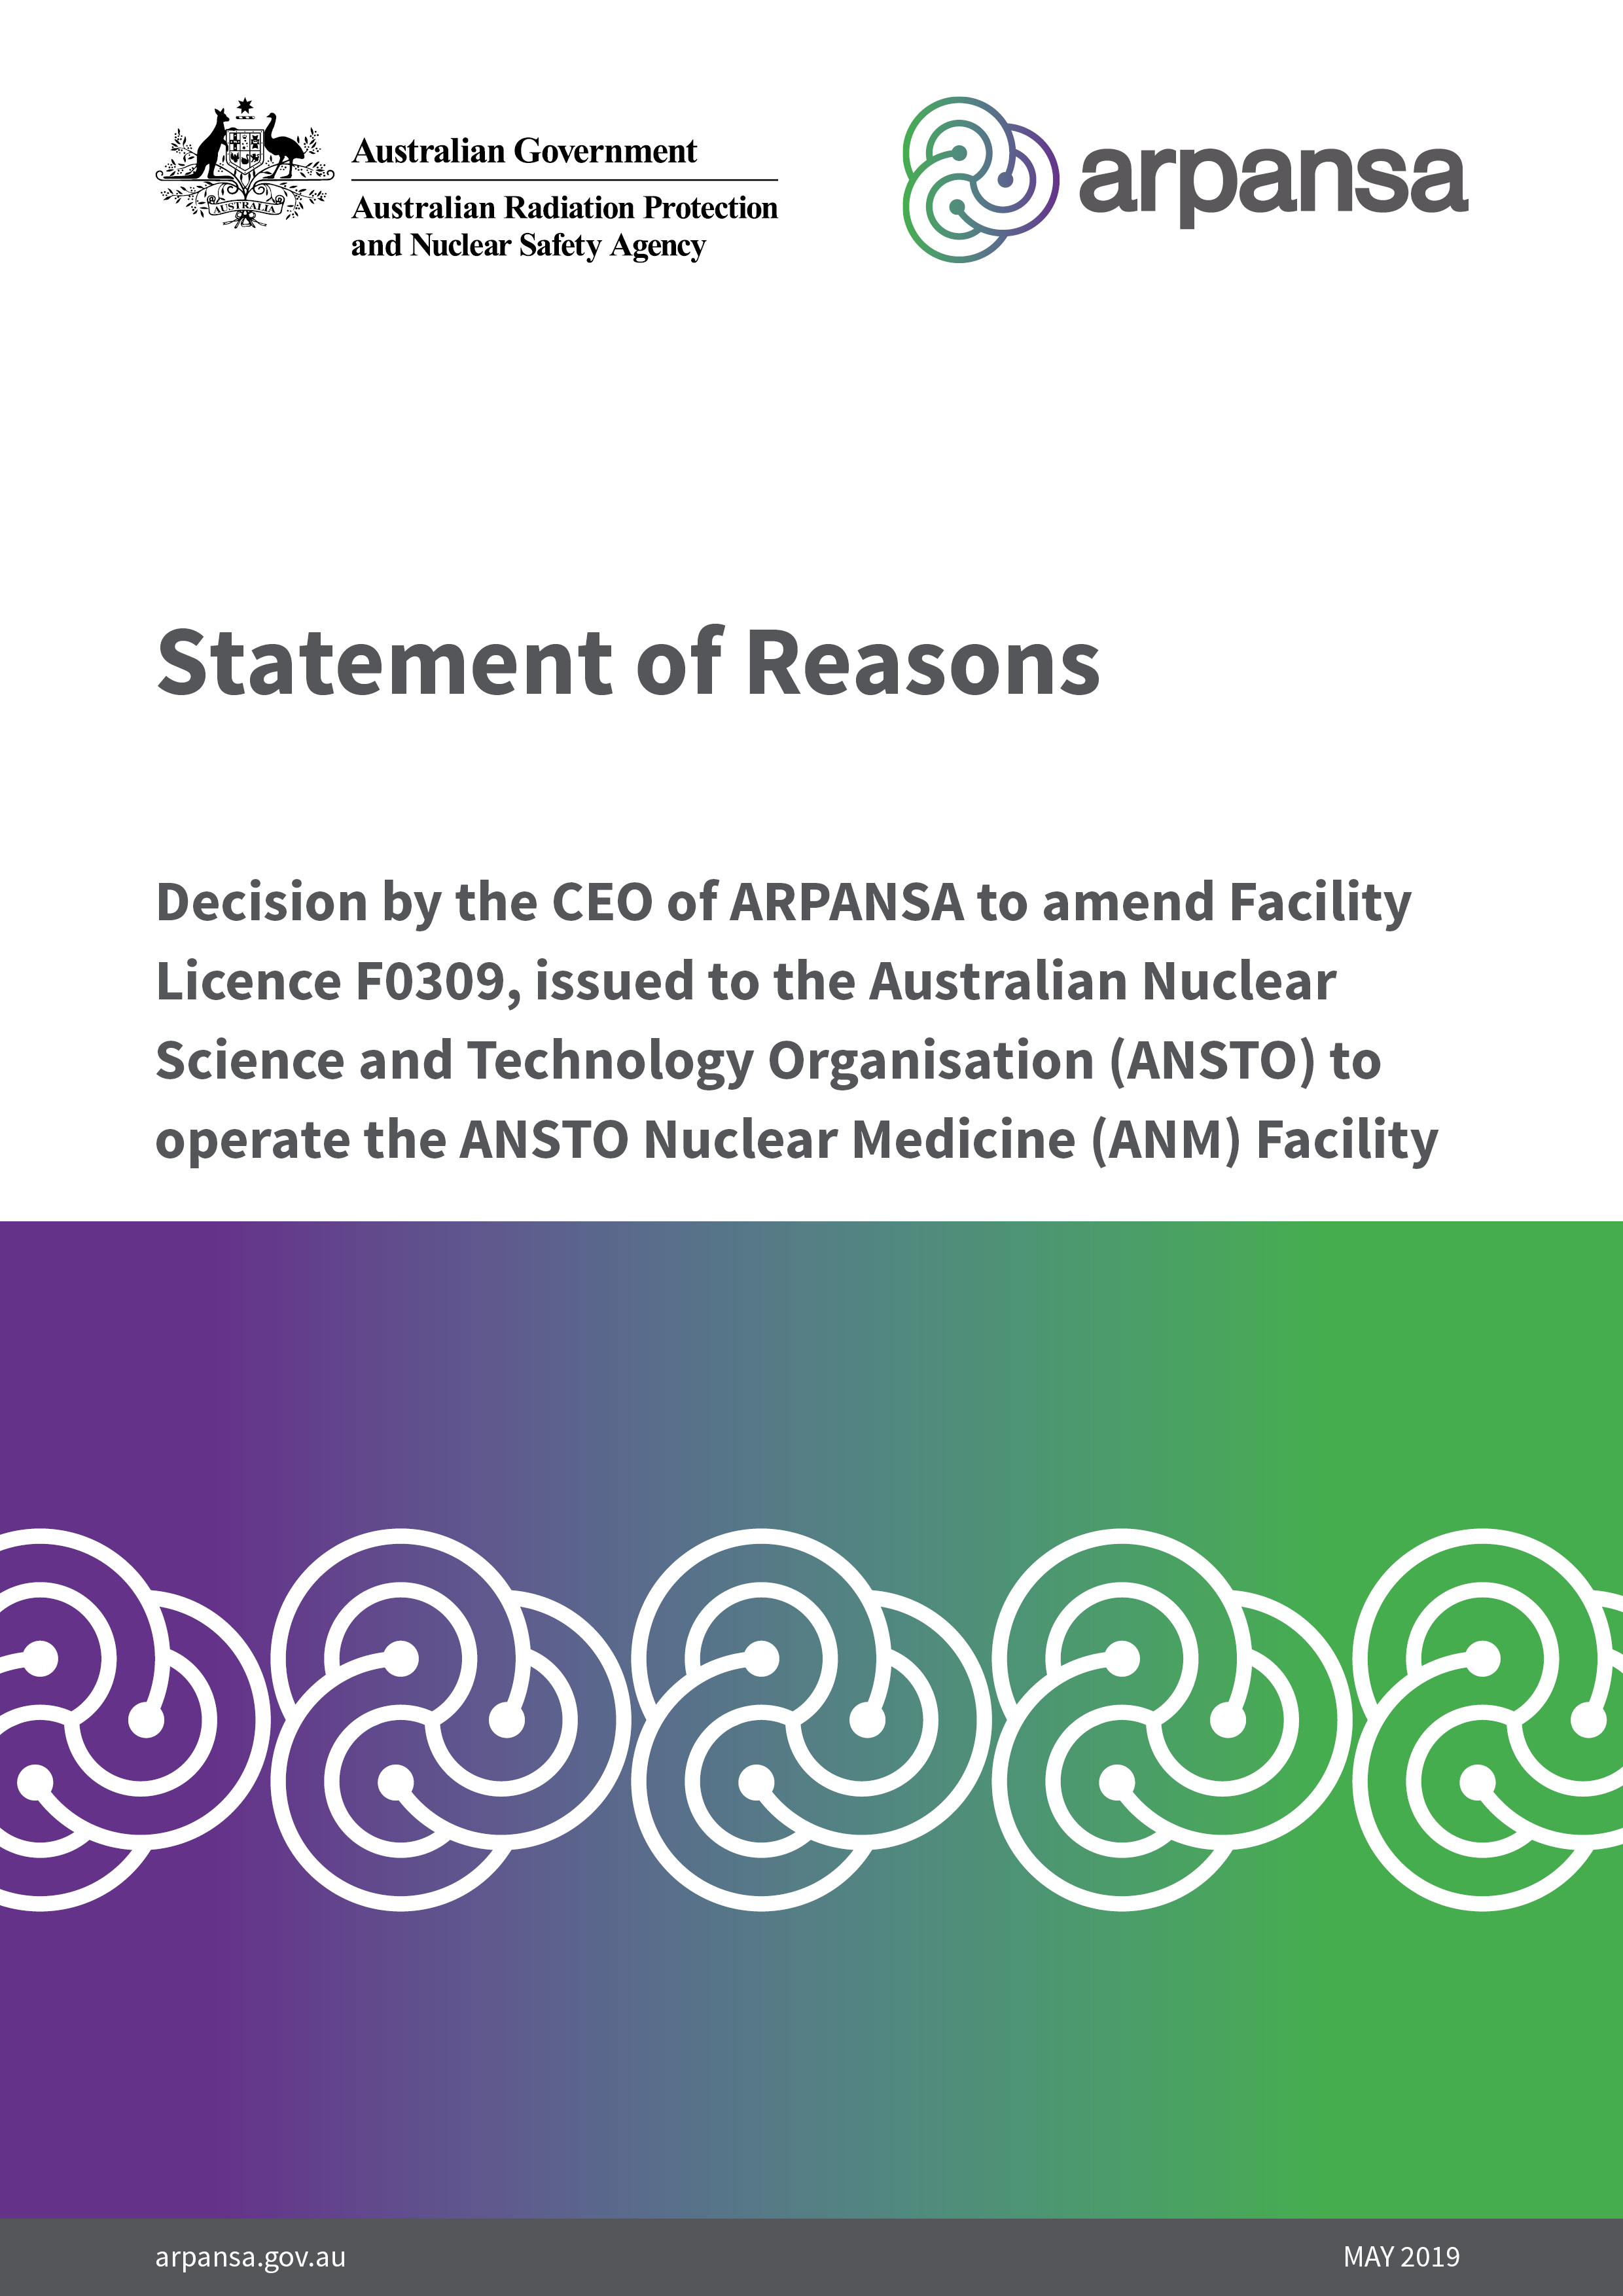 AUSTRALIA
Australian Government
Australian Radiation Protection
and Nuclear Safety Agency
arpansa
Statement of Reasons
Decision by the CEO of ARPANSA to amend Facility
Licence F0309, issued to the Australian Nuclear
Science and Technology Organisation (ANSTO) to
operate the ANSTO Nuclear Medicine (ANM) Facility
arpansa.gov.au
MAY 2019